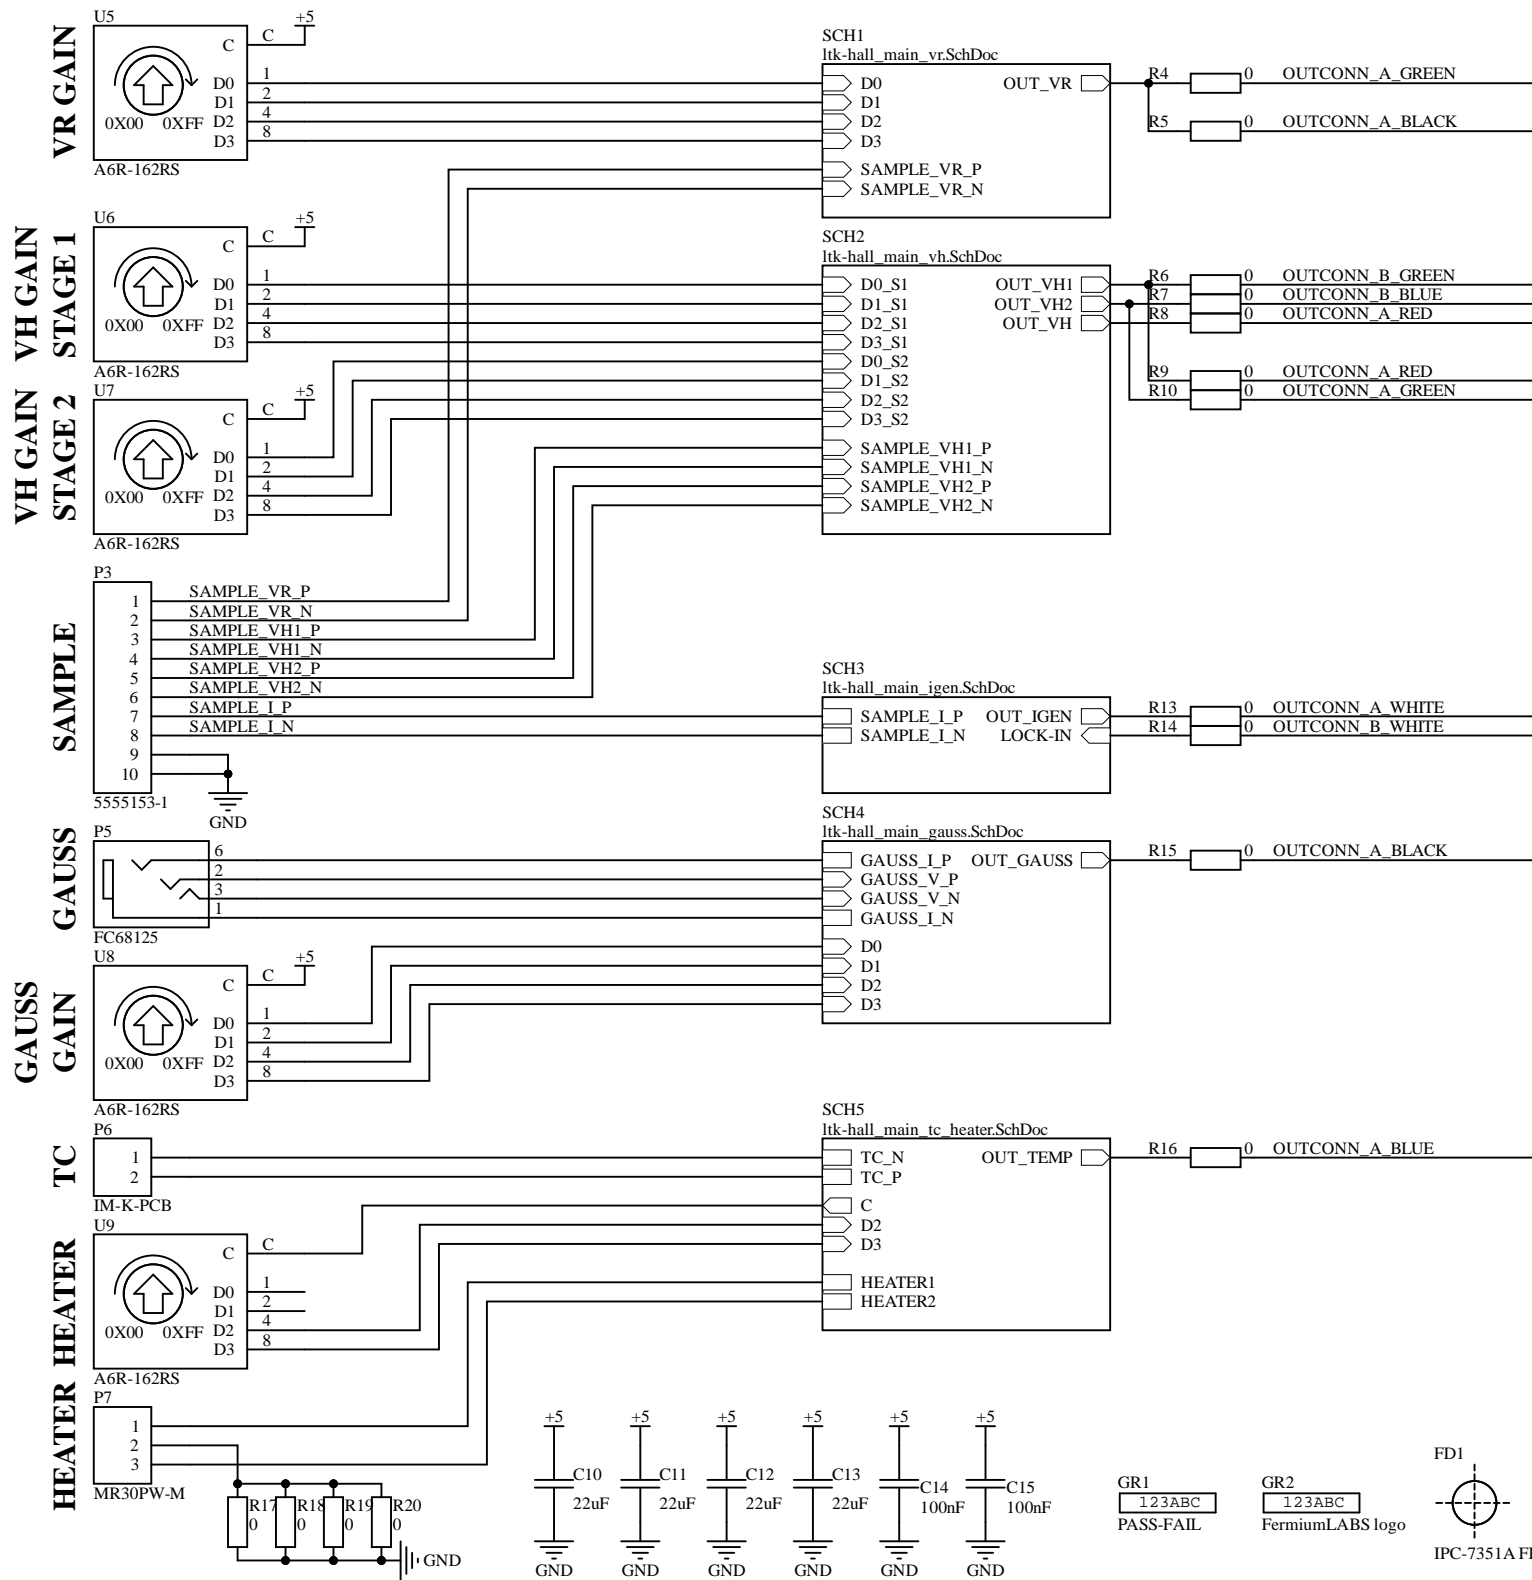 VR GAIN
U5
+5
C
C
D0
1
D1
2
D2
4
D3
8
0X00
0XFF
A6R-162RS
SCH1
ltk-hall_main_vr.SchDoc
D0
D1
D2
D3
SAMPLE_VR_P
SAMPLE_VR_N
OUT_VR
R4
0
OUTCONN_A_GREEN
R5
0
OUTCONN_A_BLACK
VH GAIN
STAGE 1
U6
+5
C
C
D0
1
D1
2
D2
4
D3
8
0X00
0XFF
A6R-162RS
VH GAIN
STAGE 2
U7
+5
C
C
D0
1
D1
2
D2
4
D3
8
0X00
0XFF
A6R-162RS
SCH2
ltk-hall_main_vh.SchDoc
D0_S1
D1_S1
D2_S1
D3_S1
D0_S2
D1_S2
D2_S2
D3_S2
SAMPLE_VH1_P
SAMPLE_VH1_N
SAMPLE_VH2_P
SAMPLE_VH2_N
OUT_VH1
OUT_VH2
OUT_VH
R6
0
OUTCONN_B_GREEN
R7
0
OUTCONN_B_BLUE
R8
0
OUTCONN_A_RED
R9
0
OUTCONN_A_RED
R10
0
OUTCONN_A_GREEN
SAMPLE
P3
1
SAMPLE_VR_P
2
SAMPLE_VR_N
3
SAMPLE_VH1_P
4
SAMPLE_VH1_N
5
SAMPLE_VH2_P
6
SAMPLE_VH2_N
7
SAMPLE_I_P
8
SAMPLE_I_N
9
10
5555153-1
GND
SCH3
ltk-hall_main_igen.SchDoc
SAMPLE_I_P
SAMPLE_I_N
OUT_IGEN
LOCK-IN
R13
0
OUTCONN_A_WHITE
R14
0
OUTCONN_B_WHITE
GAUSS
P5
6
2
3
1
FC68125
SCH4
ltk-hall_main_gauss.SchDoc
GAUSS_I_P
GAUSS_V_P
GAUSS_V_N
GAUSS_I_N
D0
D1
D2
D3
OUT_GAUSS
R15
0
OUTCONN_A_BLACK
GAUSS
GAIN
U8
+5
C
C
D0
1
D1
2
D2
4
D3
8
0X00
0XFF
A6R-162RS
TC
P6
1
2
IM-K-PCB
SCH5
ltk-hall_main_tc_heater.SchDoc
TC_N
TC_P
C
D2
D3
HEATER1
HEATER2
OUT_TEMP
R16
0
OUTCONN_A_BLUE
HEATER
U9
C
C
D0
1
D1
2
D2
4
D3
8
0X00
0XFF
A6R-162RS
HEATER
P7
1
2
3
MR30PW-M
R17
0
R18
0
R19
0
R20
0
GND
+5
C10
22uF
GND
+5
C11
22uF
GND
+5
C12
22uF
GND
+5
C13
22uF
GND
+5
C14
100nF
GND
+5
C15
100nF
GND
GR1
123ABC
PASS-FAIL
GR2
123ABC
FermiumLABS logo
FD1
IPC-7351A